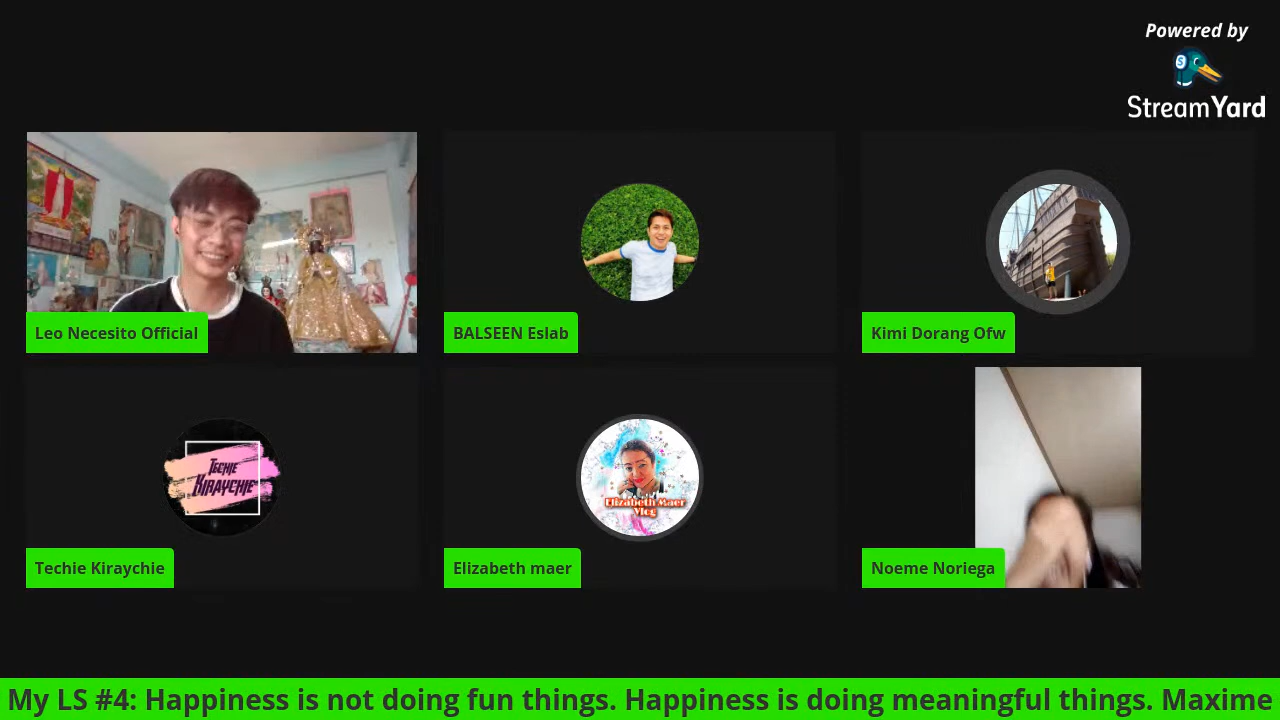 Powered by
StreamYard
Leo Necesito Official
BALSEEN Eslab
Kimi Dorang Ofw
TECHIE
KIRAYCHIE
Elizabeth Maer
Vlog
Techie Kiraychie
Elizabeth maer
Noeme Noriega
My LS #4: Happiness is not doing fun things. Happiness is doing meaningful things. Maxime